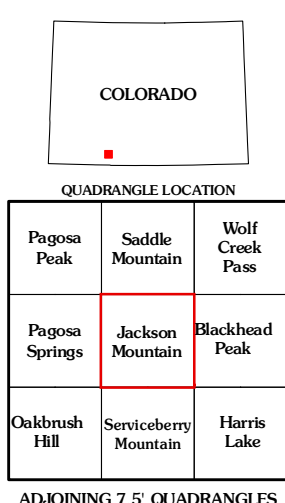 COLORADO
QUADRANGLE LOCATION
Pagosa
Peak
Saddle
Mountain
Wolf
Creek
Pass
Pagosa
Springs
Jackson
Mountain
Blackhead
Peak
Oakbrush
Hill
Serviceberry
Mountain
Harris
Lake
ADJOINING 7.5' QUADRANGLES